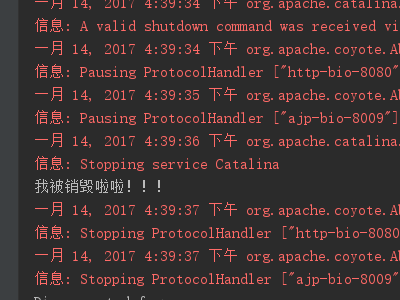 一月 14, 2017 4:39:34 下午 org.apache.catalina.
信息: A valid shutdown command was received vi
一月 14, 2017 4:39:34 下午 org.apache.coyote.Ab
信息: Pausing ProtocolHandler ["http-bio-8080"
一月 14, 2017 4:39:35 下午 org.apache.coyote.Ab
信息: Pausing ProtocolHandler ["ajp-bio-8009"]
一月 14, 2017 4:39:36 下午 org.apache.catalina.
信息: Stopping service Catalina
我被销毁啦啦!!!
一月 14, 2017 4:39:37 下午 org.apache.coyote.Ab
信息: Stopping ProtocolHandler ["http-bio-8080
一月 14, 2017 4:39:37 下午 org.apache.coyote.Ab
信息: Stopping ProtocolHandler ["ajp-bio-8009"